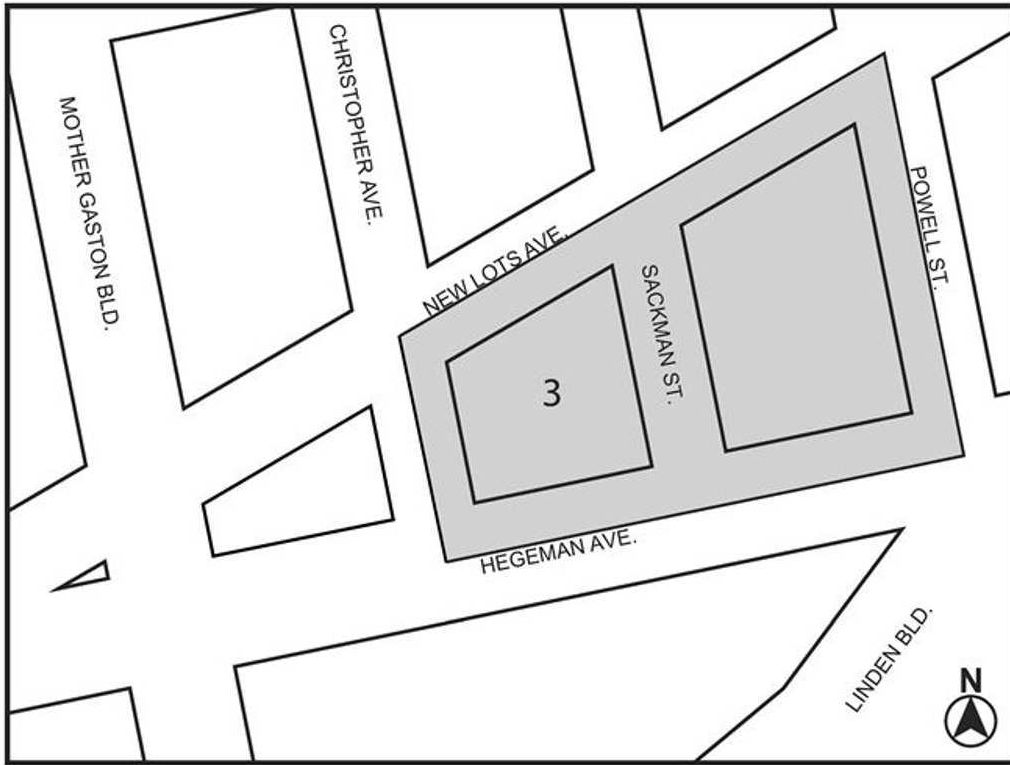 MOTHER GASTON BLD.
CHRISTOPHER AVE.
NEW LOTS AVE.
POWELL ST.
SACKMAN ST.
3
HEGEMAN AVE.
LINDEN BLD.
N